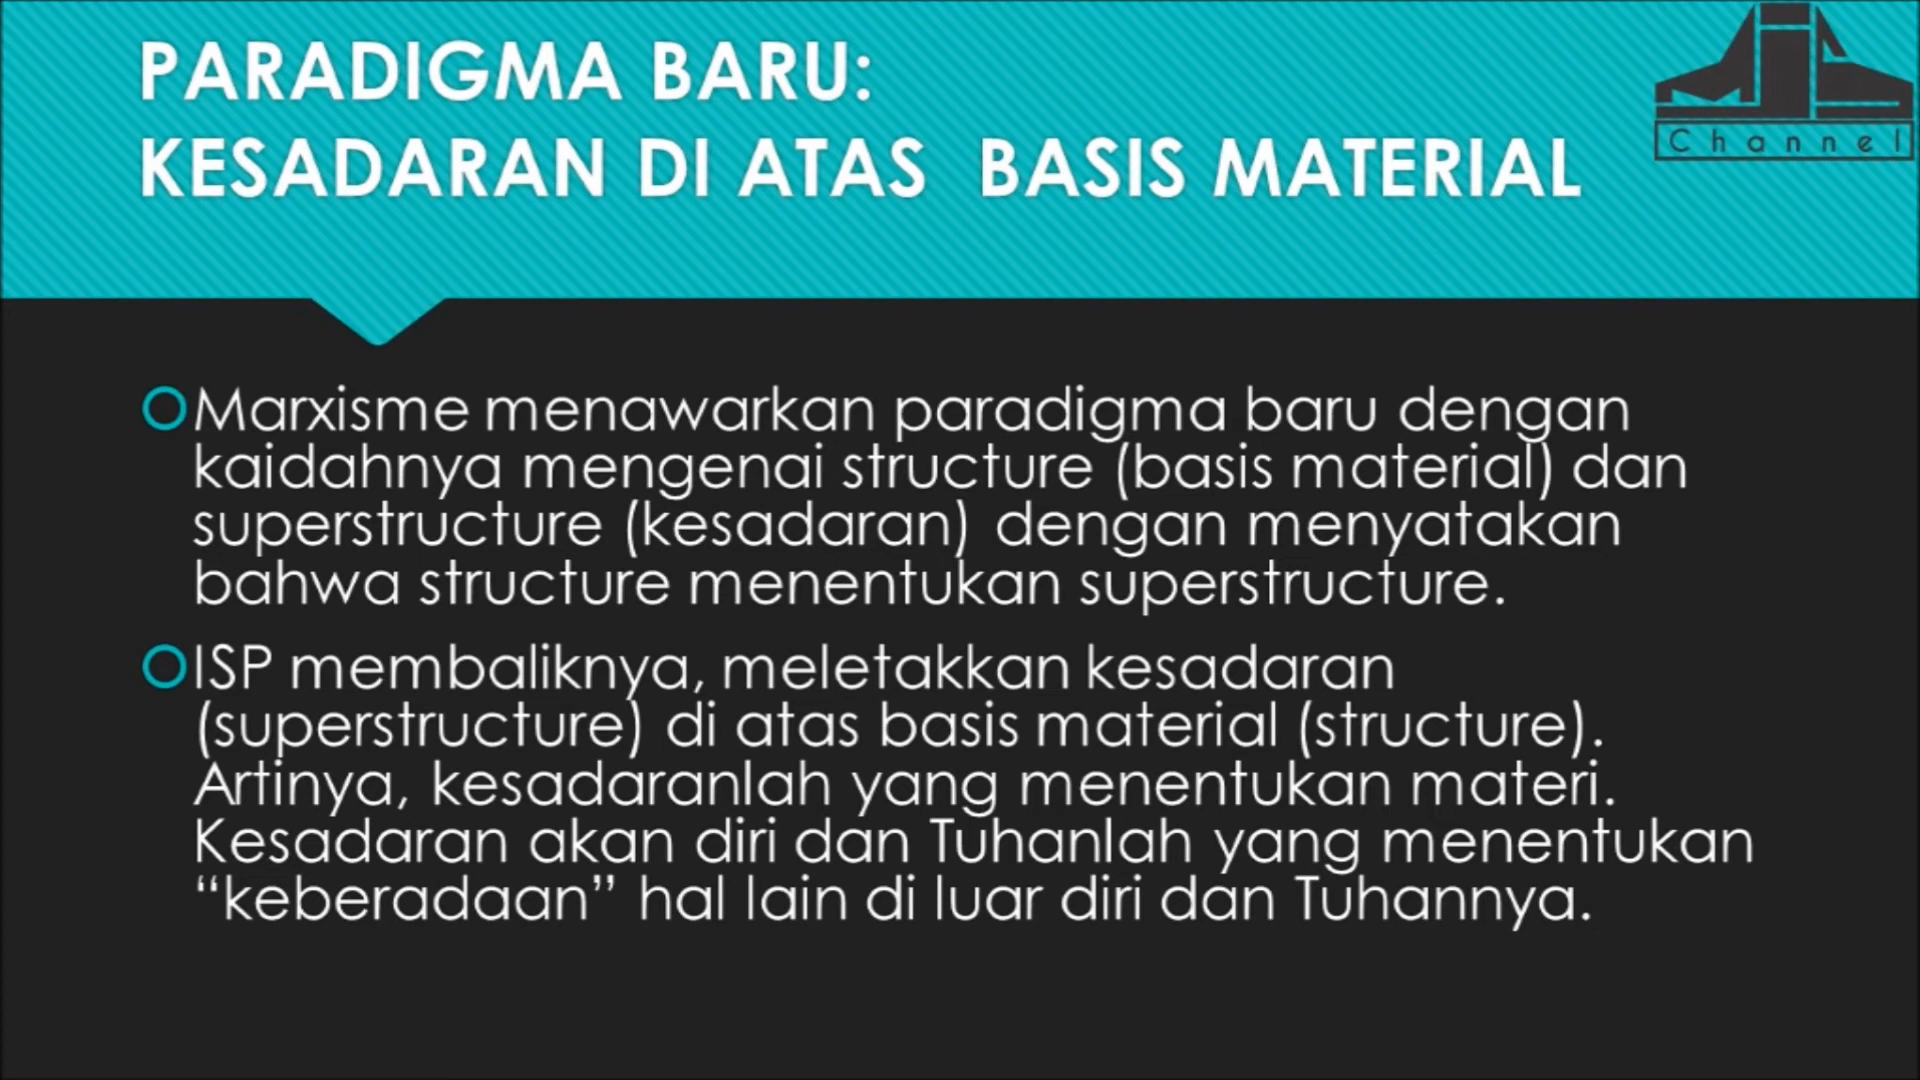 PARADIGMA BARU:
KESADARAN DI ATAS BASIS MATERIAL
MJS
Channel
Marxisme menawarkan paradigma baru dengan
kaidahnya mengenai structure (basis material) dan
superstructure (kesadaran) dengan menyatakan
bahwa structure menentukan superstructure.
ISP membaliknya, meletakkan kesadaran
(superstructure) di atas basis material (structure).
Artinya, kesadaranlah yang menentukan materi.
Kesadaran akan diri dan Tuhanlah yang menentukan
“keberadaan” hal lain di luar diri dan Tuhannya.